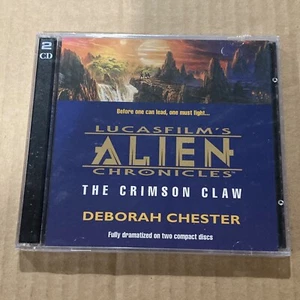 2
CD
Before one can lead, one must fight...
LUCASFILM'S
ALIEN
CHRONICLES®
THE CRIMSON CLAW
DEBORAH CHESTER
Fully dramatized on two compact discs